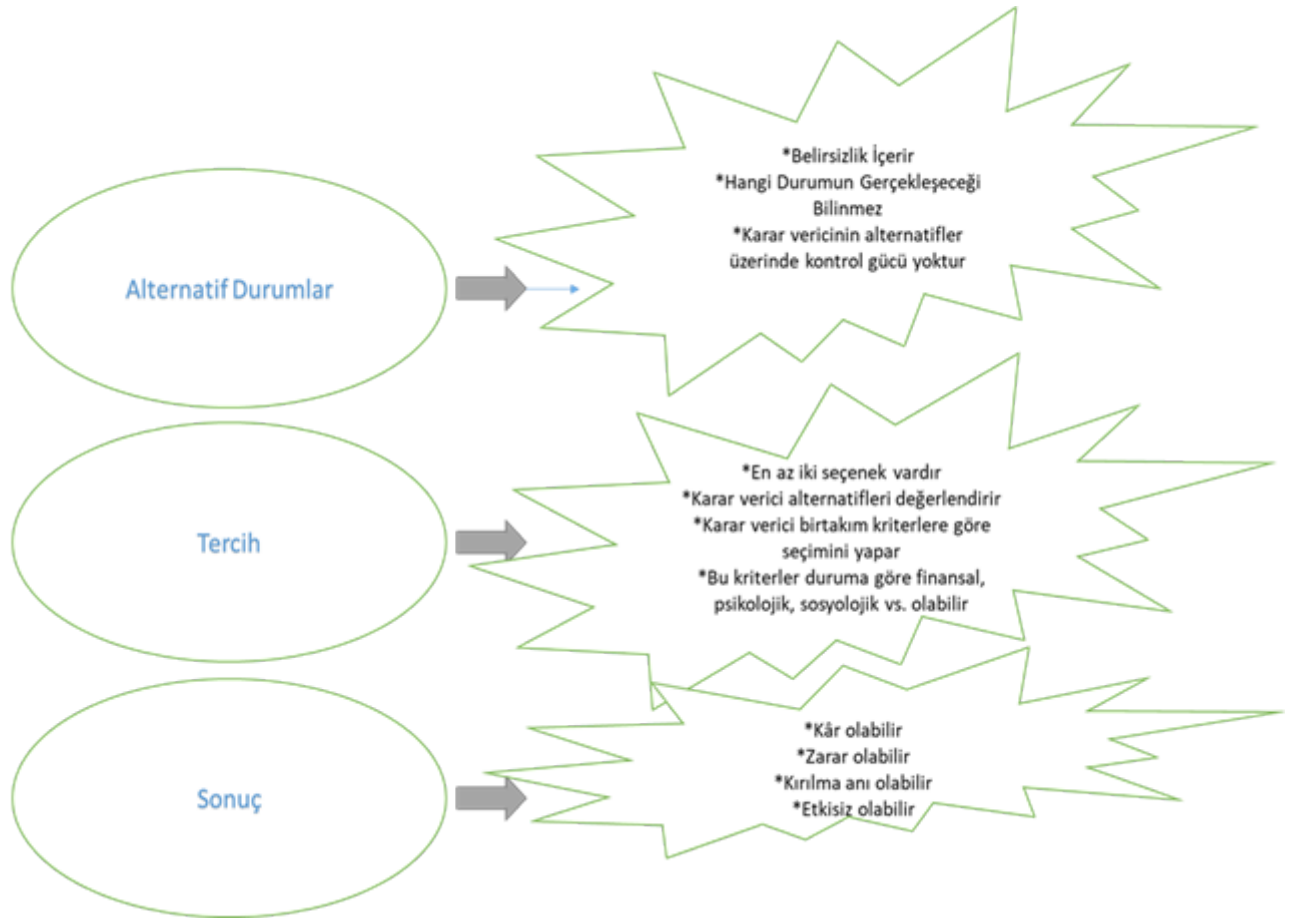 Alternatif Durumlar
*Belirsizlik İçerir
*Hangi Durumun Gerçekleşeceği
Bilinmez
*Karar vericinin alternatifler
üzerinde kontrol gücü yoktur
Tercih
*En az iki seçenek vardır
*Karar verici alternatifleri değerlendirir
*Karar verici birtakım kriterlere göre
seçimini yapar
*Bu kriterler duruma göre finansal,
psikolojik, sosyolojik vs. olabilir
Sonuç
*Kâr olabilir
*Zarar olabilir
*Kırılma anı olabilir
*Etkisiz olabilir